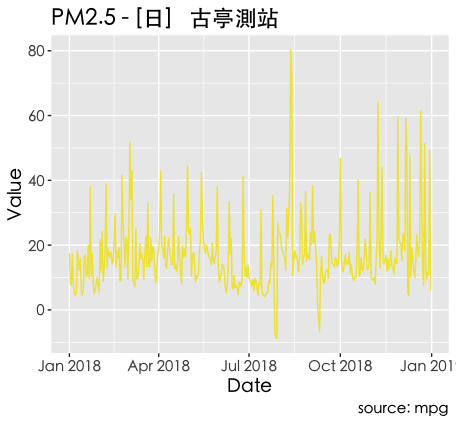 PM2.5 - [日] 古亭測站
80
60
40
20
0
Value
Jan 2018 Apr 2018 Jul 2018 Oct 2018 Jan 2019
Date
source: mpg